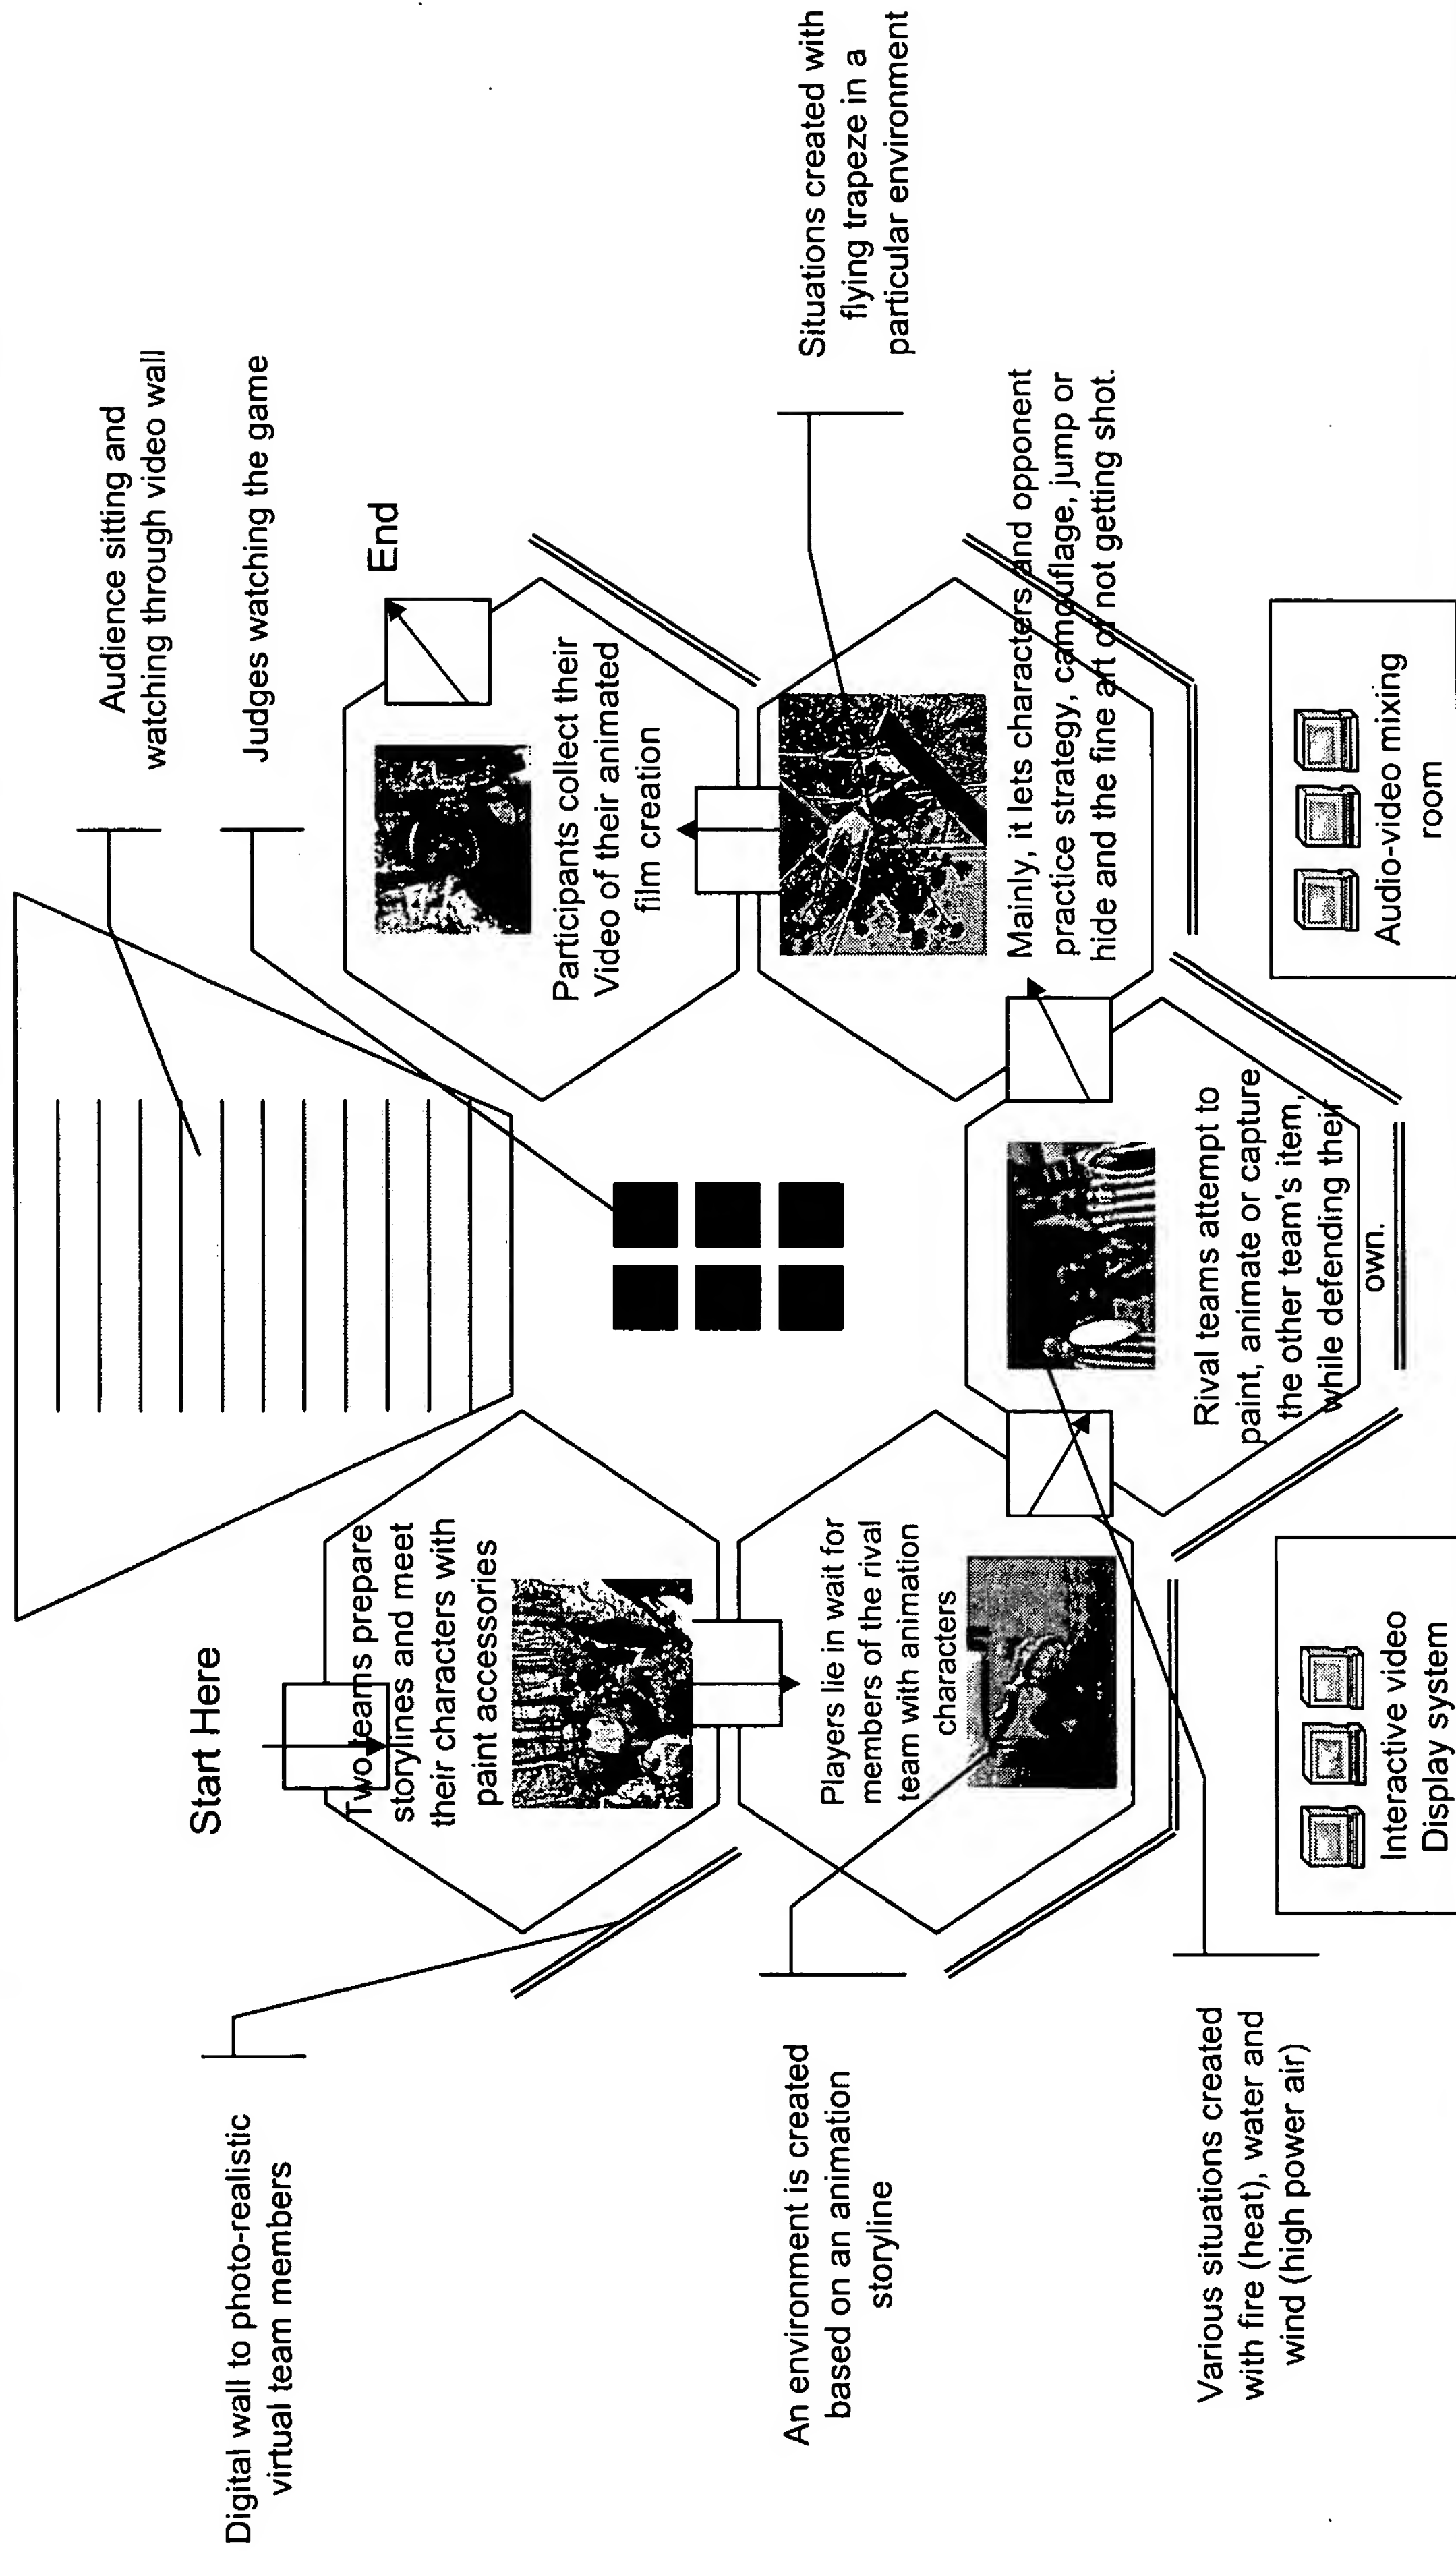 Audience sitting and
watching through video wall
Judges watching the game
Start Here
End
Digital wall to photo-realistic
virtual team members
Two teams prepare
storylines and meet
their characters with
paint accessories
Participants collect their
Video of their animated
film creation
Situations created with
flying trapeze in a
particular environment
An environment is created
based on an animation
storyline
Players lie in wait for
members of the rival
team with animation
characters
Mainly, it lets characters and opponent
practice strategy, camouflage, jump or
hide and the fine art of not getting shot.
Rival teams attempt to
paint, animate or capture
the other team's item,
while defending their
own.
Various situations created
with fire (heat), water and
wind (high power air)
Interactive video
Display system
Audio-video mixing
room